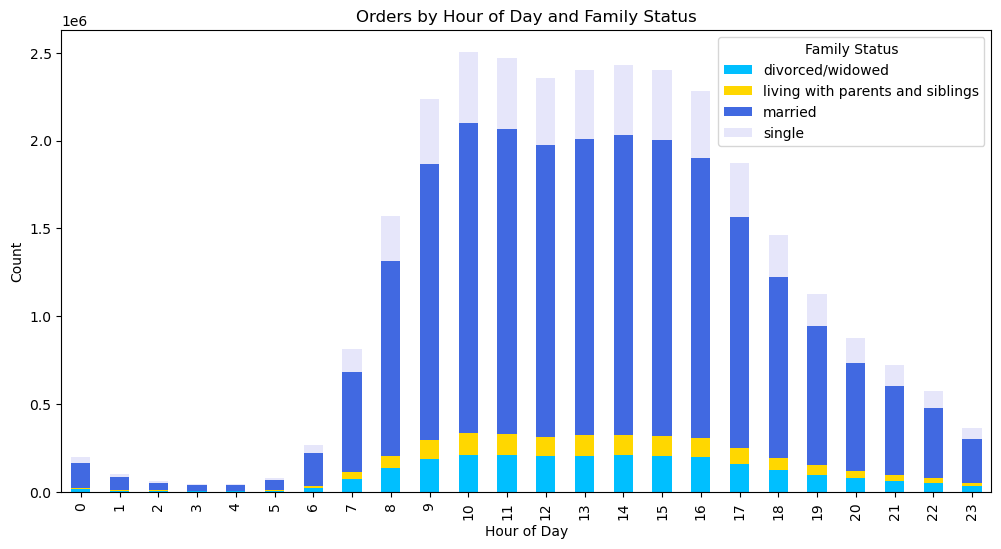 Orders by Hour of Day and Family Status
1e6
2.5
2.0
1.5
1.0
0.5
0.0
Count
Family Status
divorced/widowed
living with parents and siblings
married
single
0 1 2 3 4 5 6 7 8 9 10 11 12 13 14 15 16 17 18 19 20 21 22 23
Hour of Day